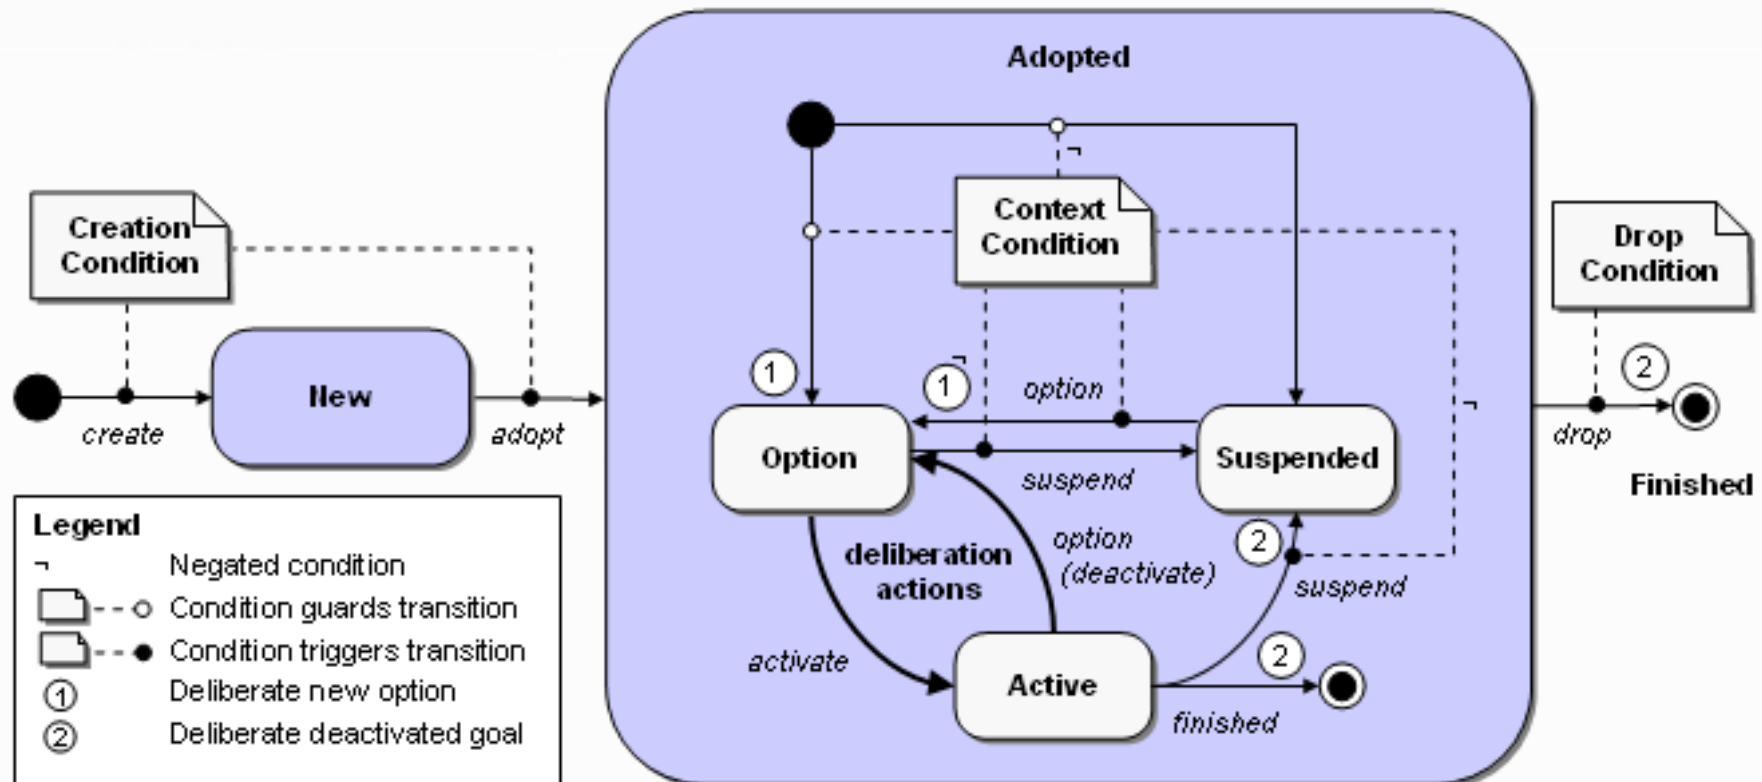 Adopted
Creation
Condition
Context
Condition
Drop
Condition
¬
1
¬
1
option
2
New
create
adopt
Option
Suspended
¬
drop
suspend
Finished
Legend
¬ Negated condition
Condition guards transition
Condition triggers transition
1 Deliberate new option
2 Deliberate deactivated goal
deliberation
actions
option
(deactivate)
2
suspend
activate
Active
2
finished